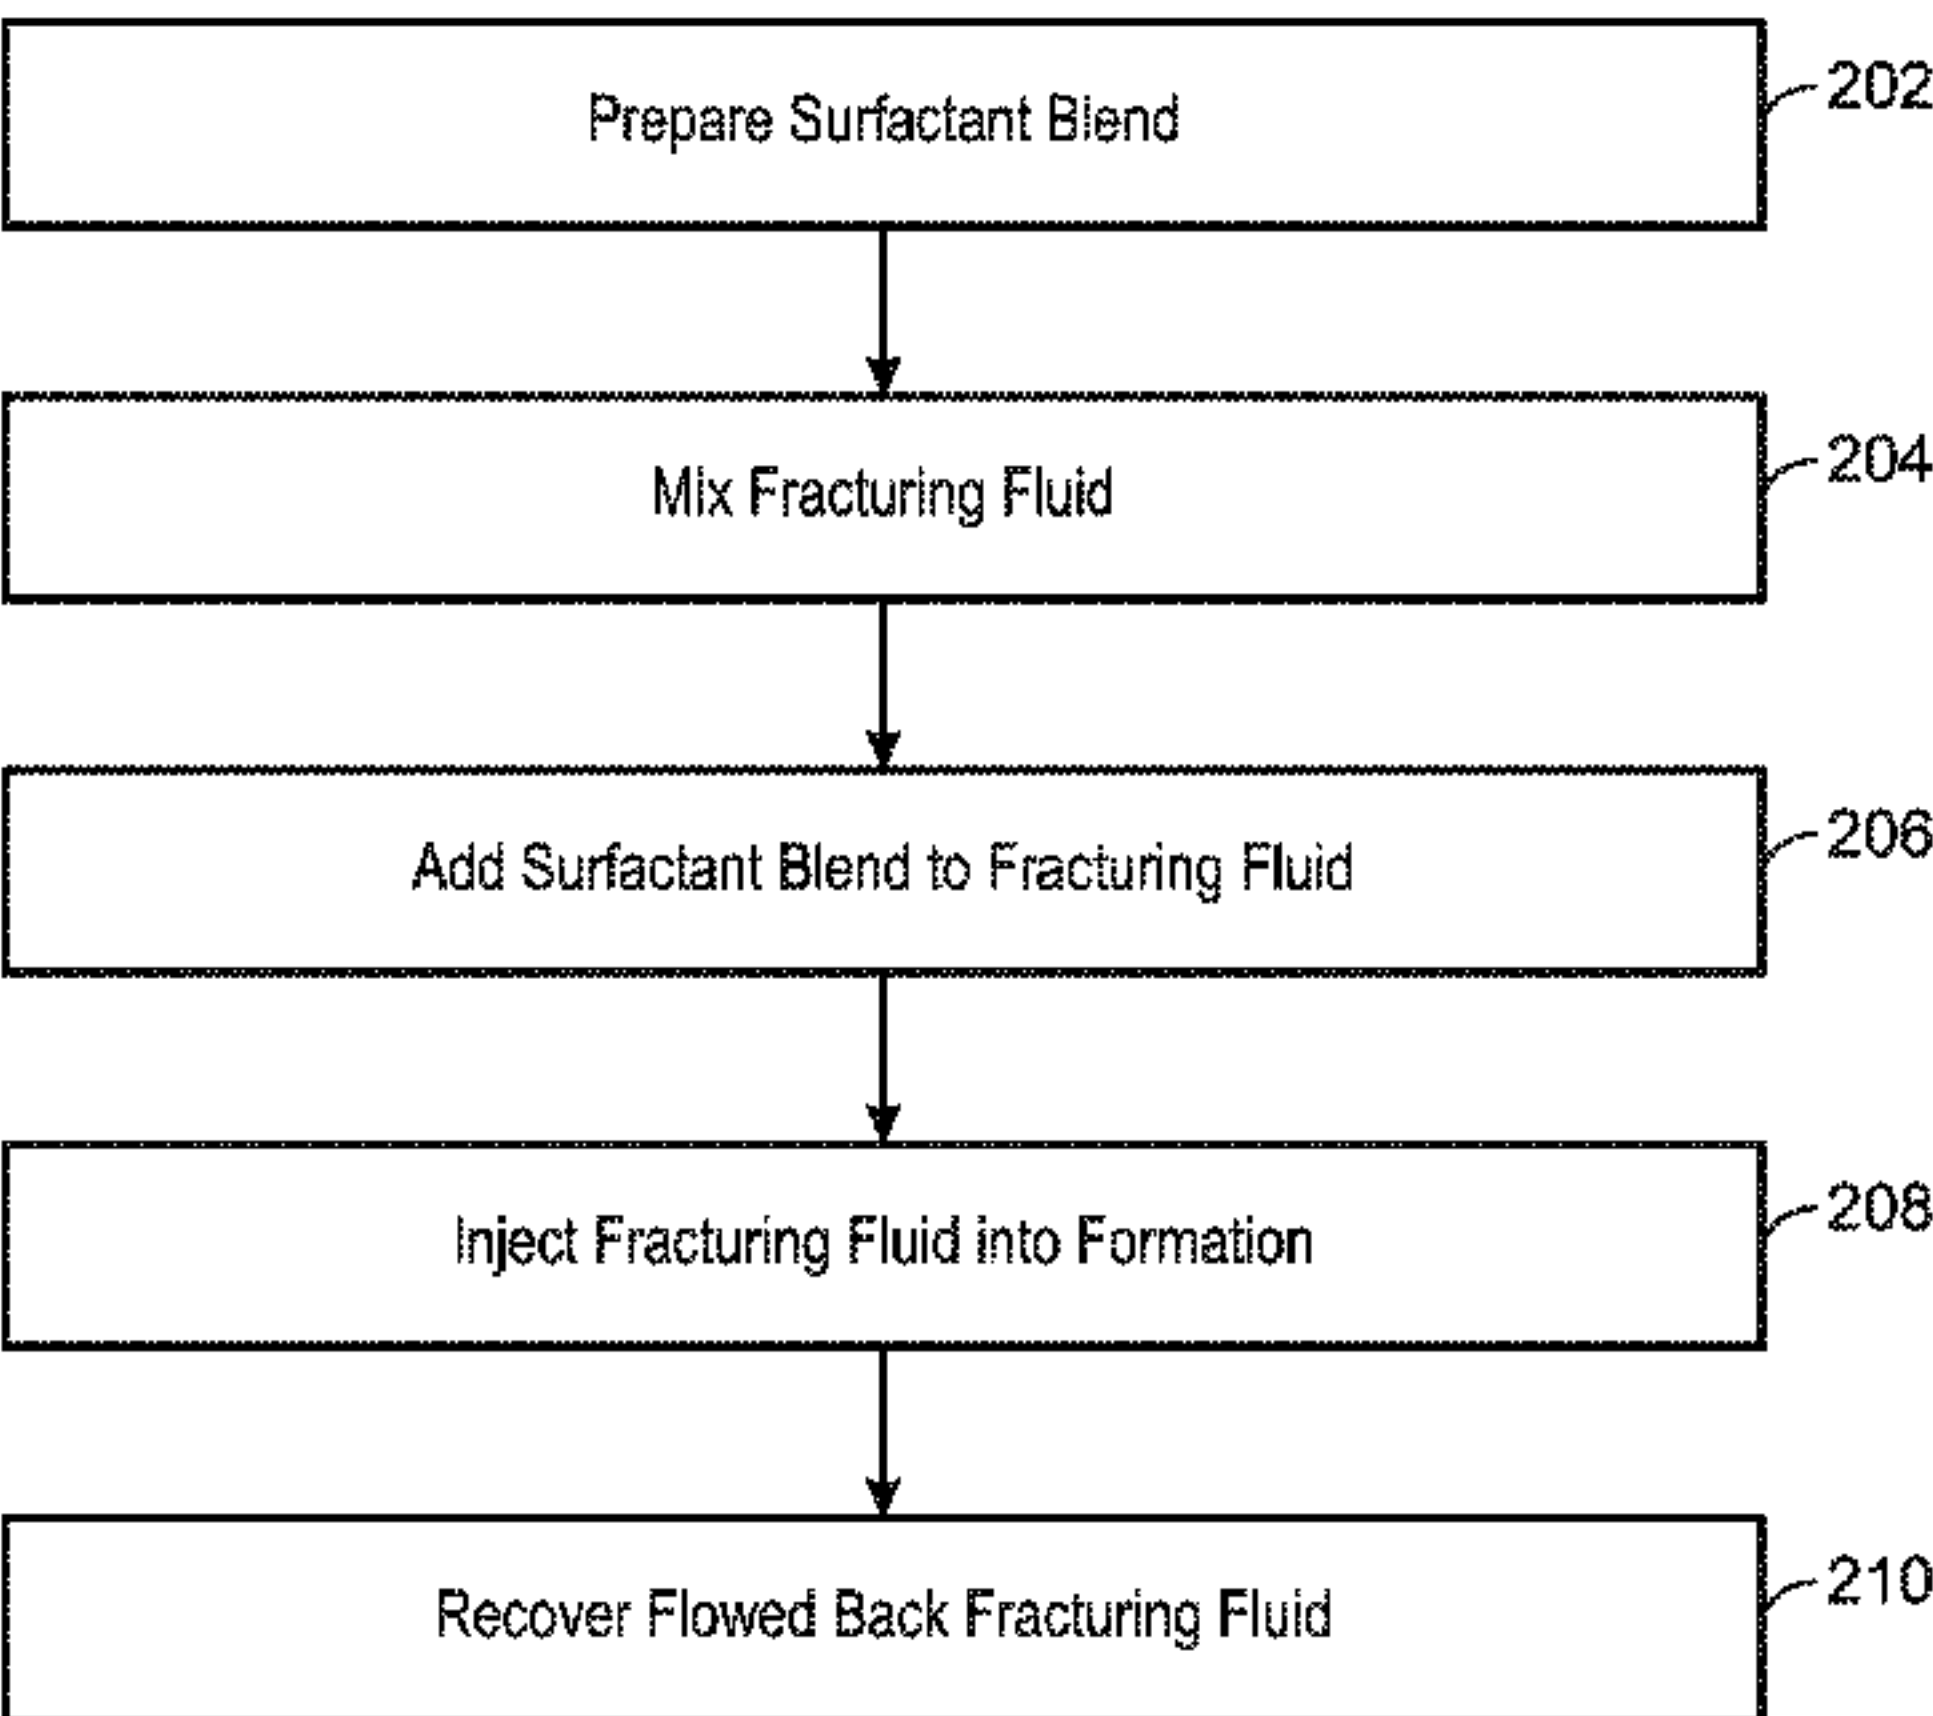 Prepare Surfactant Blend
202
Mix Fracturing Fluid
204
Add Surfactant Blend to Fracturing Fluid
206
Inject Fracturing Fluid into Formation
208
Recover Flowed Back Fracturing Fluid
210